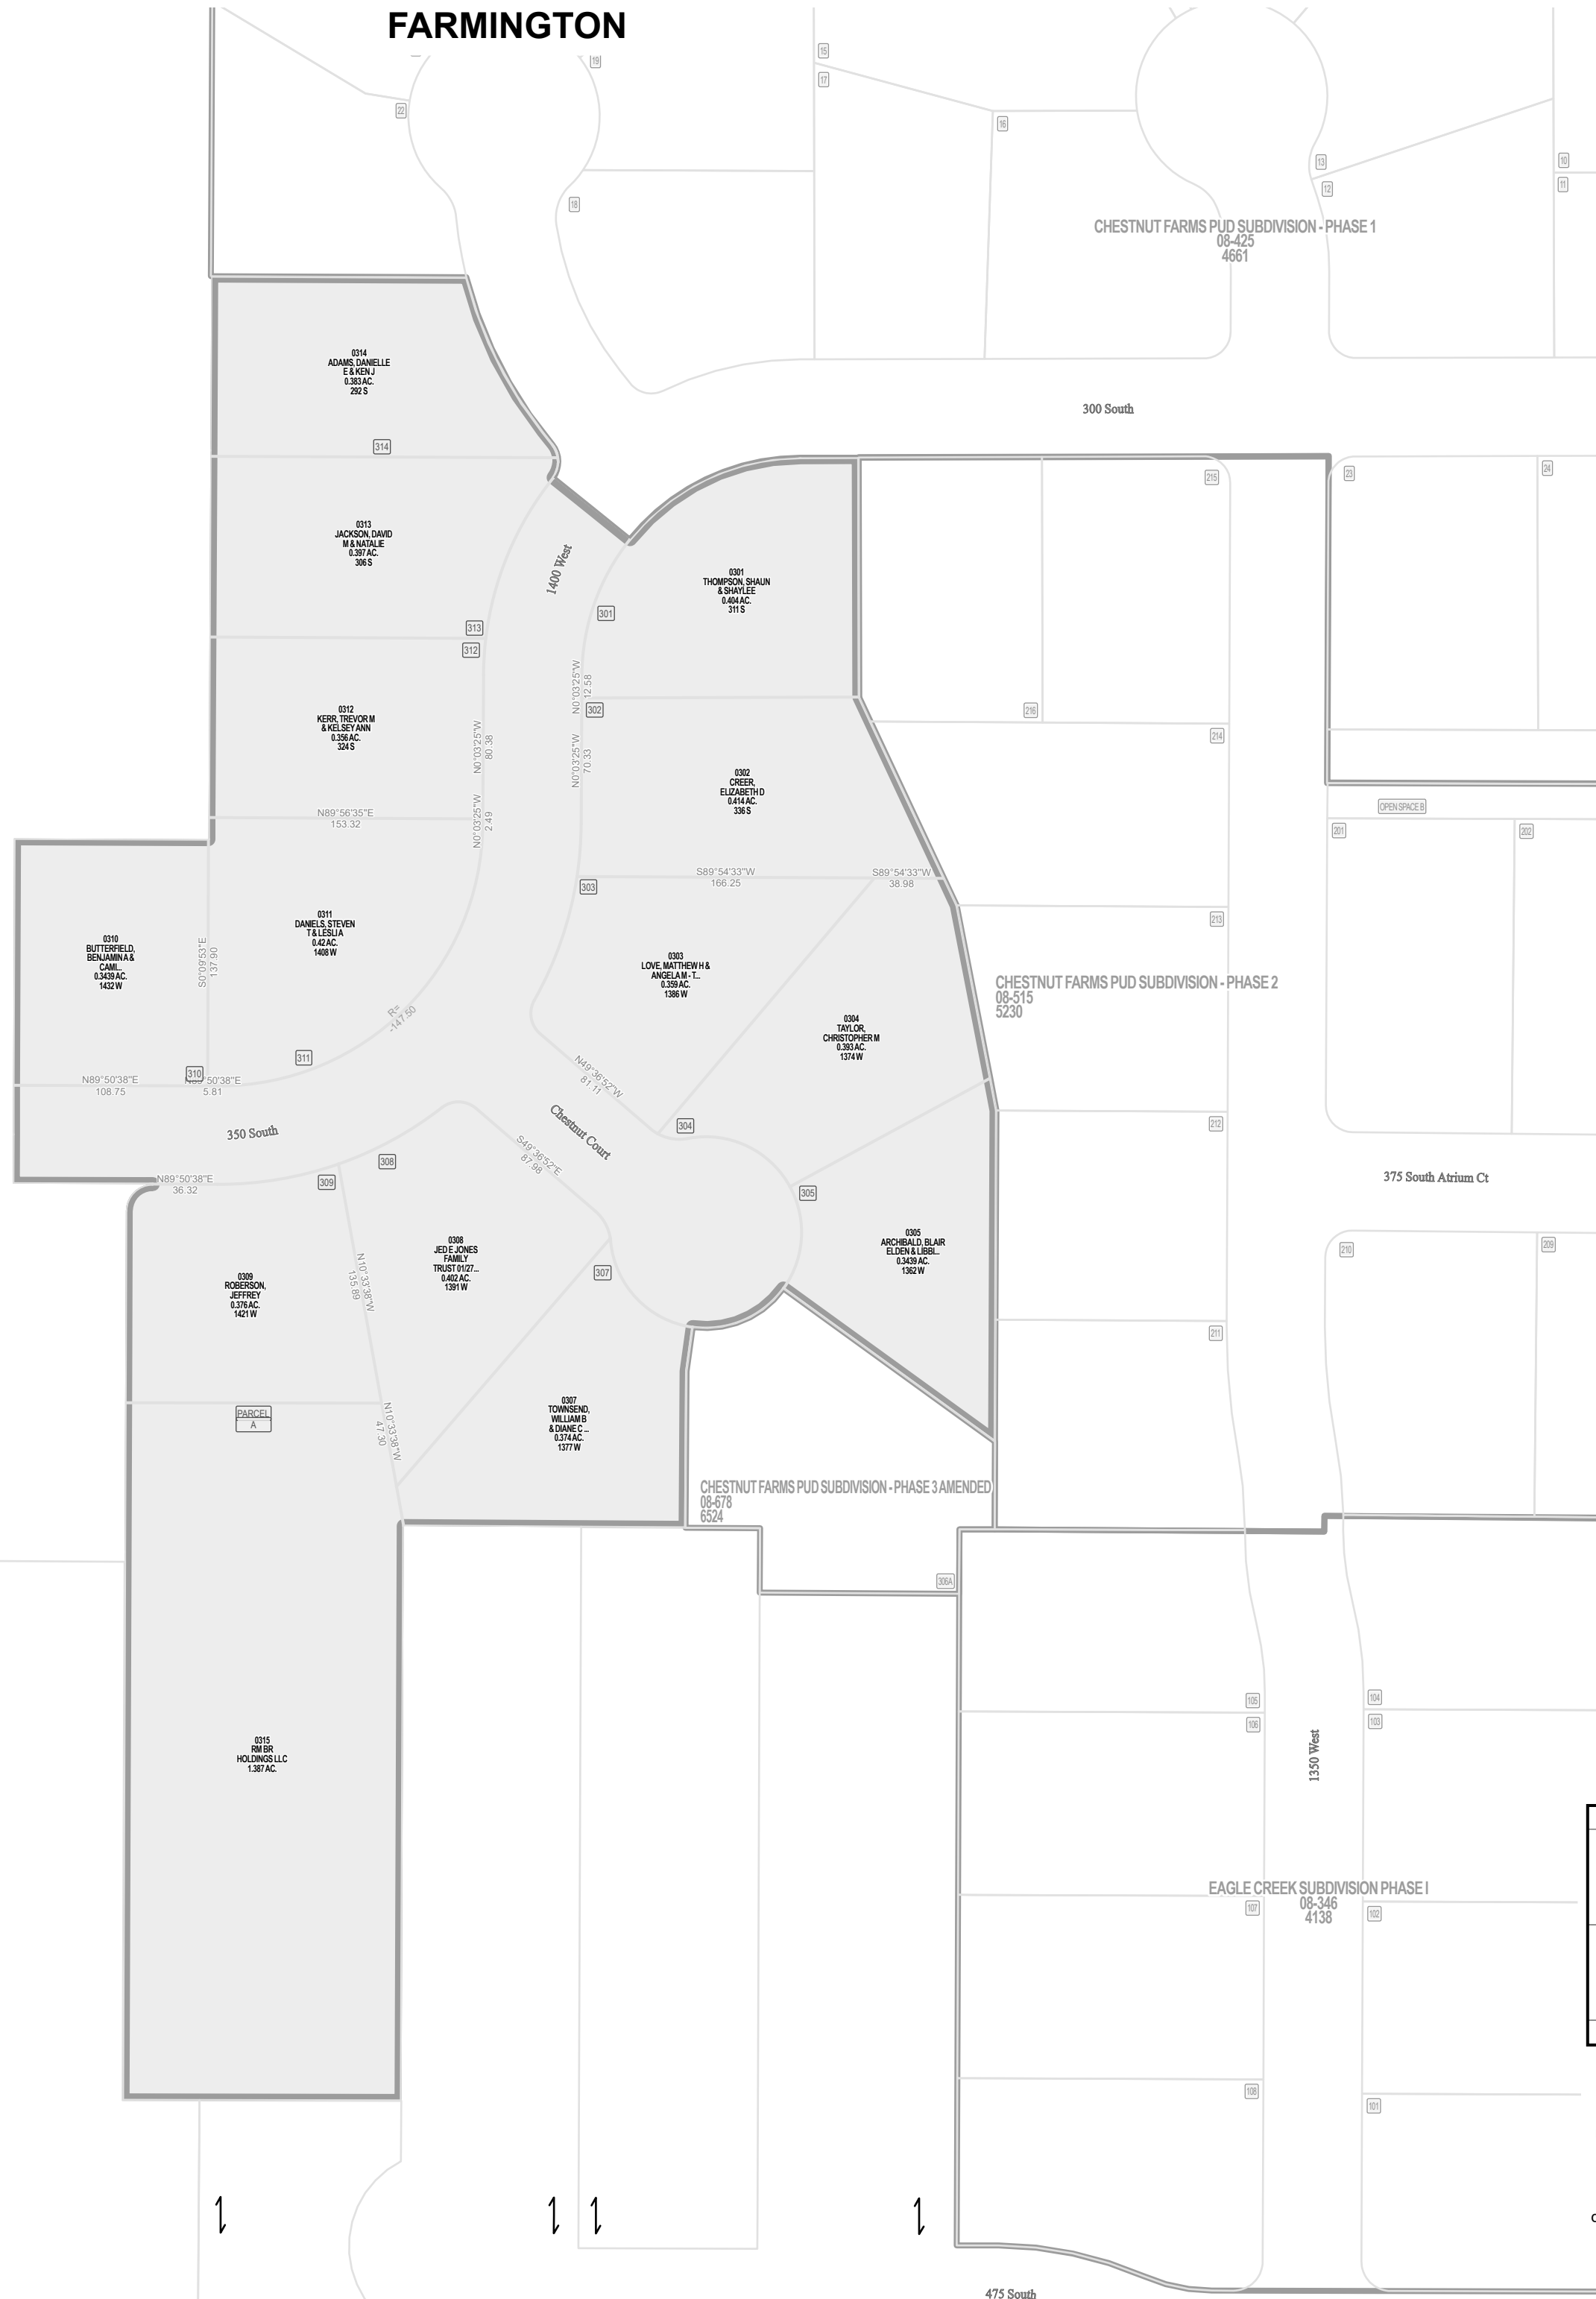 FARMINGTON
15
19
17
22
16
13
10
12
11
18
CHESTNUT FARMS PUD SUBDIVISION - PHASE 1
08-425
4661
0314
ADAMS, DANIELLE
E & KEN J
0.383 AC.
292 S
300 South
314
215
23
24
0313
JACKSON, DAVID
M & NATALIE
0.397 AC.
306 S
1400 West
0301
THOMPSON, SHAUN
& SHAYLEE
0.404 AC.
311 S
301
313
312
N0°03'25"W
12.58
302
216
214
0312
KERR, TREVOR M
& KELSEY ANN
0.356 AC.
324 S
N0°03'25"W
80.38
N0°03'25"W
70.33
0302
CREER,
ELIZABETH D
0.414 AC.
336 S
OPEN SPACE B
N89°56'35"E
153.32
N0°03'25"W
2.49
201
202
S89°54'33"W
166.25
S89°54'33"W
38.98
303
0311
DANIELS, STEVEN
T & LESLI A
0.42 AC.
1408 W
213
0310
BUTTERFIELD,
BENJAMIN A &
CAMI...
0.3439 AC.
1432 W
S0°09'53"E
137.90
0303
LOVE, MATTHEW H &
ANGELA M - T...
0.359 AC.
1386 W
CHESTNUT FARMS PUD SUBDIVISION - PHASE 2
08-515
5230
R=
-147.50
0304
TAYLOR,
CHRISTOPHER M
0.393 AC.
1374 W
311
310
N89°50'38"E
108.75
N89°50'38"E
5.81
N49°36'52"W
81.11
304
212
350 South
Chestnut Court
S49°36'52"E
87.98
308
309
N89°50'38"E
36.32
305
375 South Atrium Ct
0305
ARCHIBALD, BLAIR
ELDEN & LIBBI...
0.3439 AC.
1362 W
210
209
0308
JED E JONES
FAMILY
TRUST 01/27...
0.402 AC.
1391 W
307
0309
ROBERSON,
JEFFREY
0.376 AC.
1421 W
N10°33'38"W
135.89
211
PARCEL
A
N10°33'38"W
47.30
0307
TOWNSEND,
WILLIAM B
& DIANE C ...
0.374 AC.
1377 W
CHESTNUT FARMS PUD SUBDIVISION - PHASE 3 AMENDED
08-678
6524
306A
105
104
106
103
0315
RM BR
HOLDINGS LLC
1.387 AC.
1350 West
EAGLE CREEK SUBDIVISION PHASE I
08-346
4138
107
102
108
101
475 South